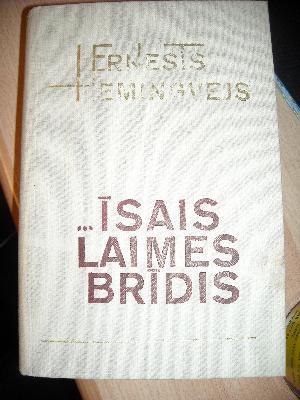 ERNESTS
HEMINGVEJS
...ĪSAIS
LAIMES
BRĪDIS